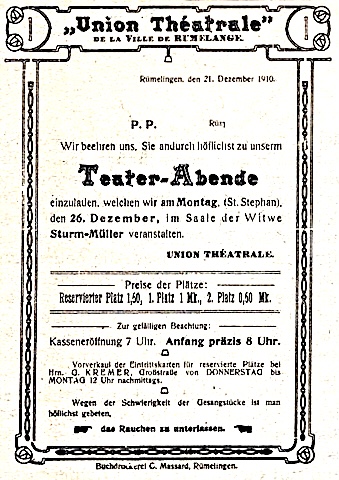 „Union Théatrale"
DE LA VILLE DE RUMELANGE.
Rümelingen, den 21. Dezember 1910.
P. P.
Wir beehren uns, Sie andurch höflichst zu unserm
Teater-Abende
einzuladen, welchen wir am Montag, (St. Stephan),
den 26. Dezember, im Saale der Witwe
Sturm-Müller veranstalten.
UNION THÉATRALE.
Preise der Plätze:
Reservierter Platz 1,50, 1. Platz 1 Mk., 2. Platz 0,60 Mk.
Zur gefälligen Beachtung:
Kasseneröffnung 7 Uhr. Anfang präzis 8 Uhr.
Vorverkauf der Eintrittskarten für reservierte Plätze bei
Hrn. G. KREMER, Großstraße von DONNERSTAG bis
MONTAG 12 Uhr nachmittags.
Wegen der Schwierigkeit der Gesangstücke ist man
höflichst gebeten,
das Rauchen zu unterlassen.
Buchdruckerei C. Massard, Rümelingen.